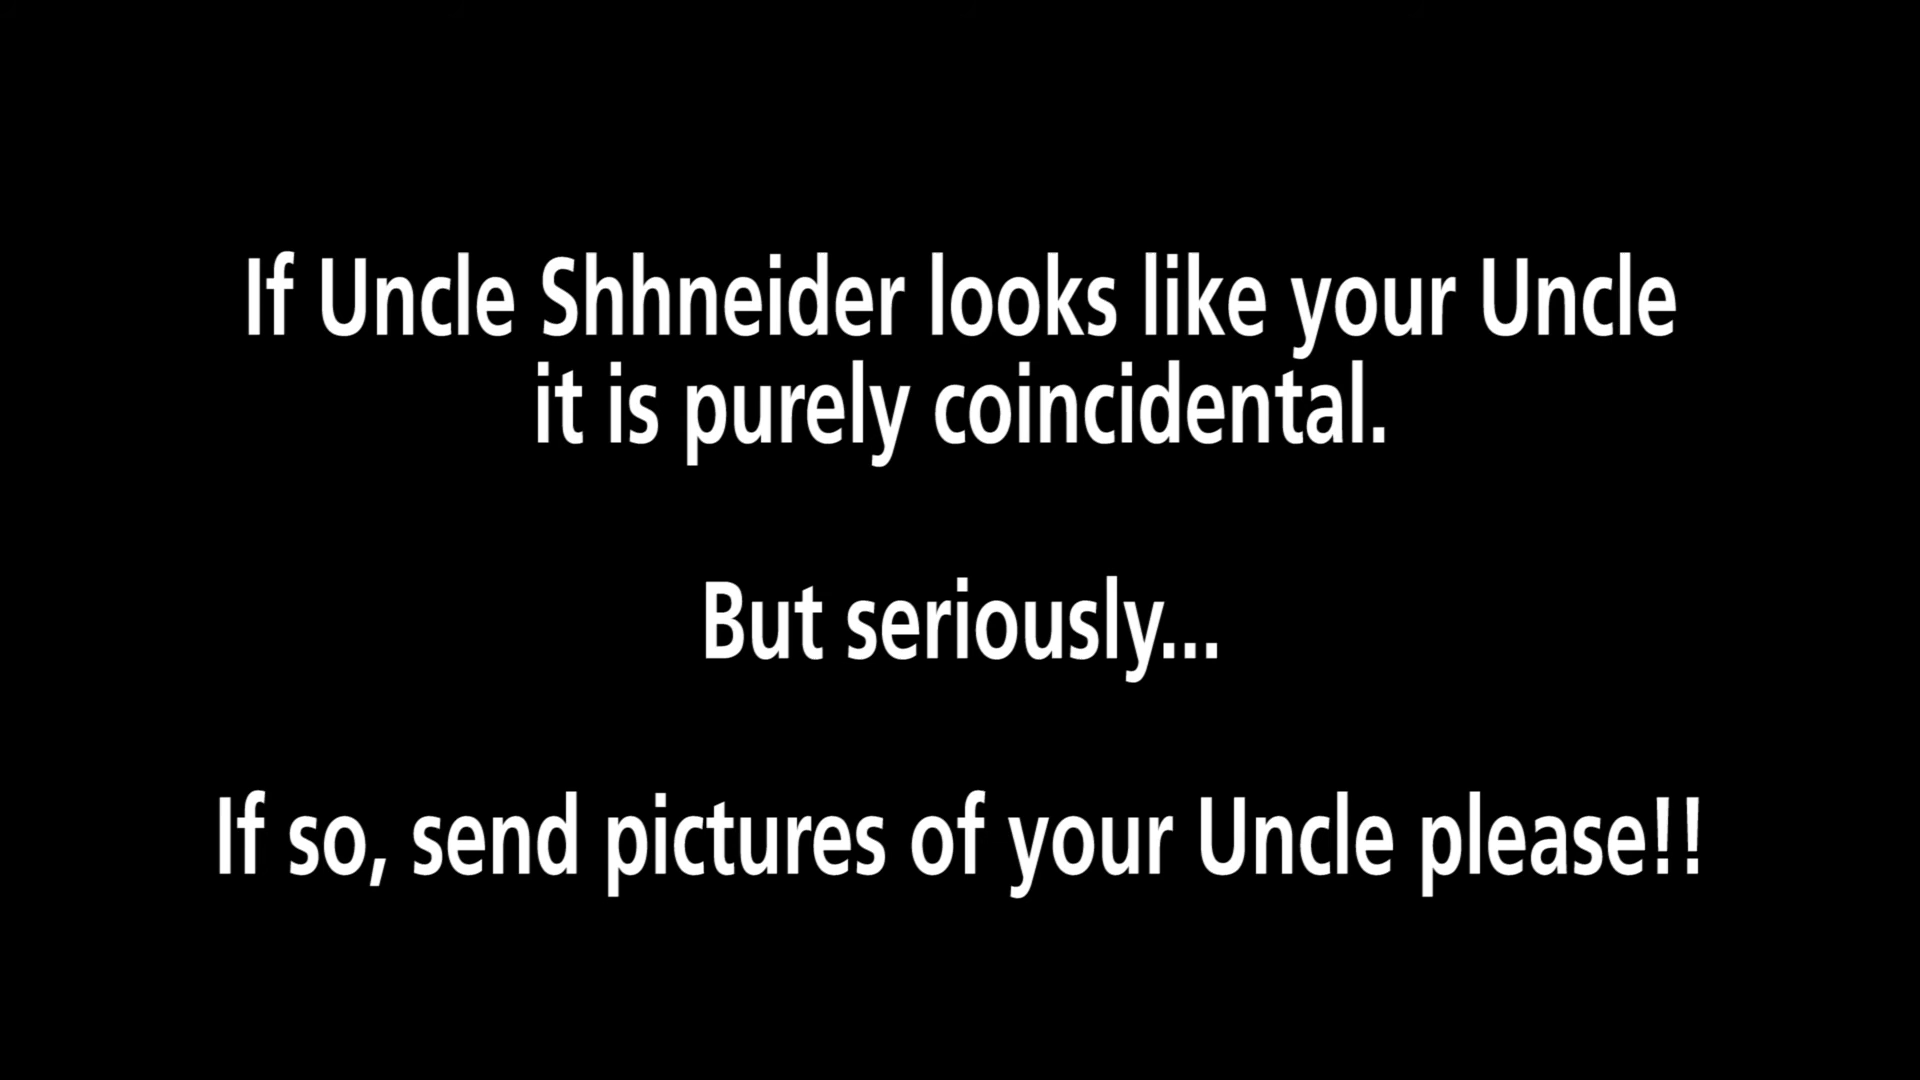 If Uncle Shhneider looks like your Uncle
it is purely coincidental.
But seriously...
If so, send pictures of your Uncle please!!